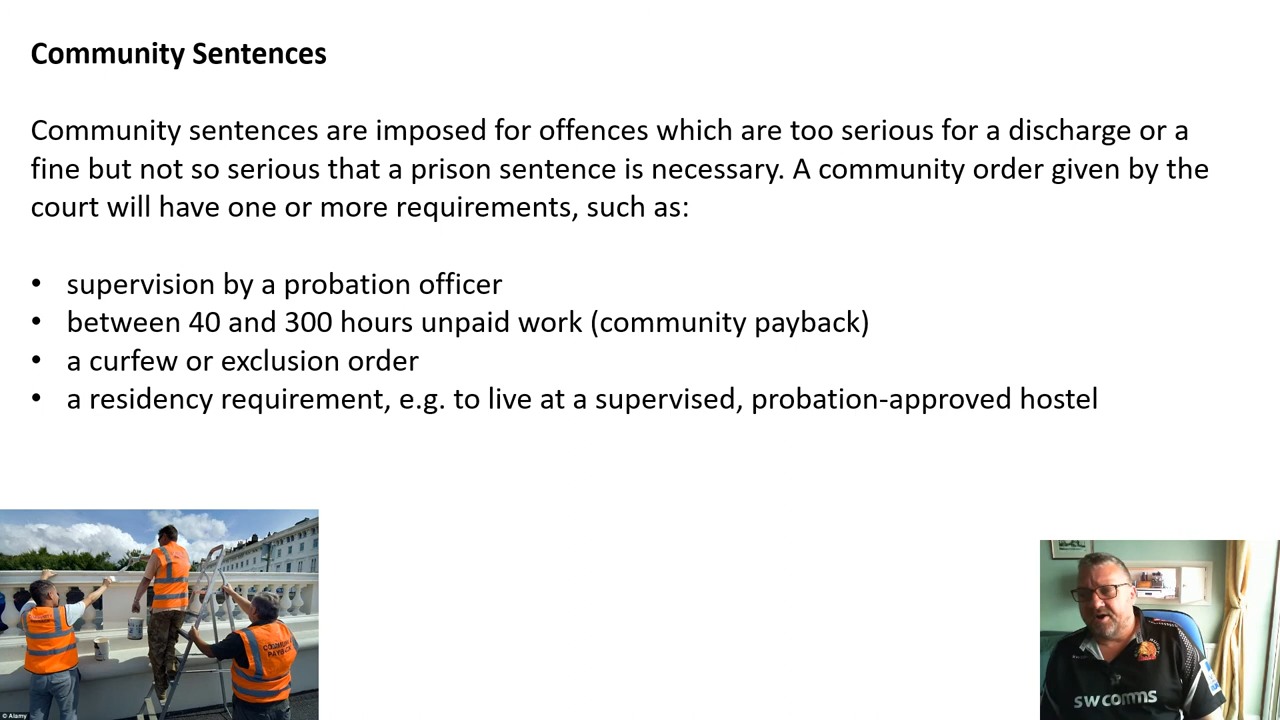 Community Sentences
Community sentences are imposed for offences which are too serious for a discharge or a
fine but not so serious that a prison sentence is necessary. A community order given by the
court will have one or more requirements, such as:
• supervision by a probation officer
• between 40 and 300 hours unpaid work (community payback)
• a curfew or exclusion order
• a residency requirement, e.g. to live at a supervised, probation-approved hostel
COMMUNITY
PAYBACK
© Alamy
swcomms